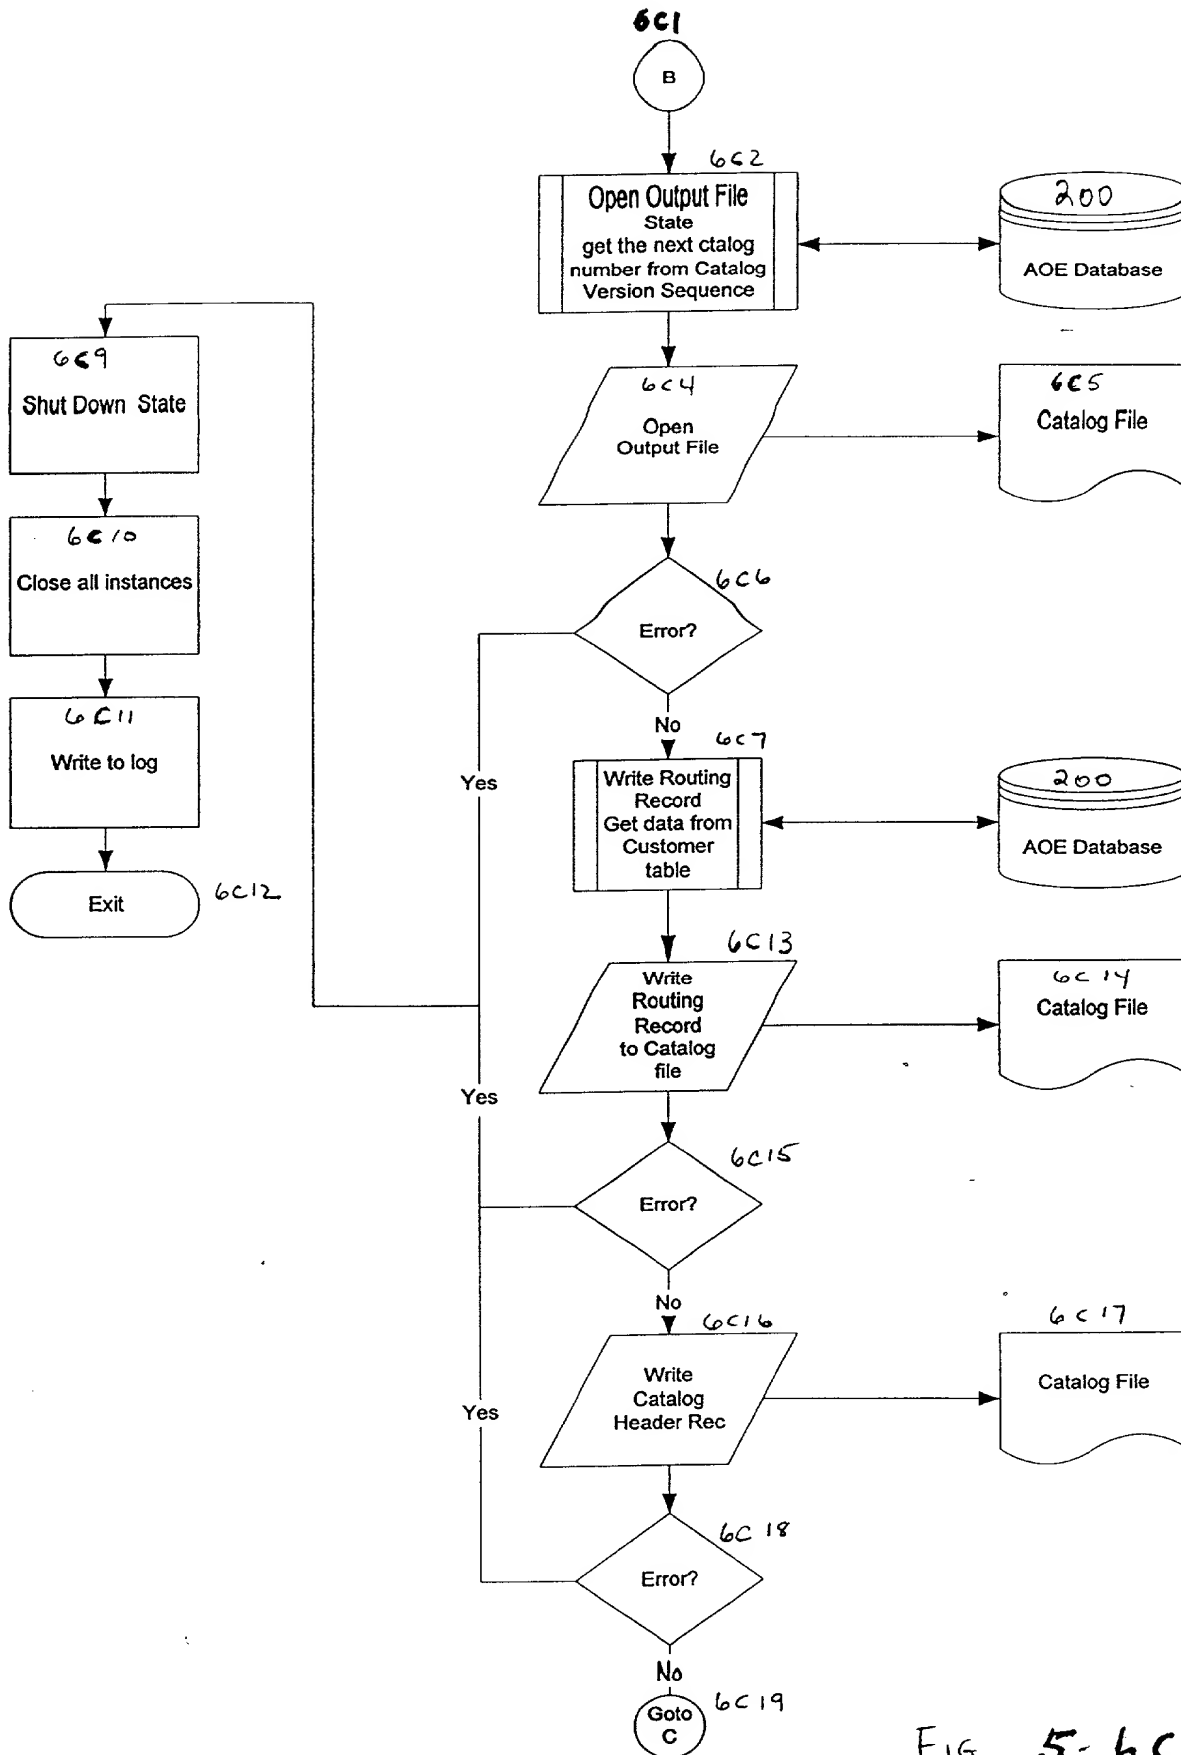 6C1
B
6C2
Open Output File
State
get the next ctalog
number from Catalog
Version Sequence
200
AOE Database
6C9
Shut Down State
6C4
Open
Output File
6C5
Catalog File
6C10
Close all instances
6C6
Error?
6C11
Write to log
No
6C7
Yes
Write Routing
Record
Get data from
Customer
table
200
AOE Database
Exit
6C12
6C13
Write
Routing
Record
to Catalog
file
6C14
Catalog File
Yes
6C15
Error?
No
6C16
Write
Catalog
Header Rec
6C17
Catalog File
Yes
6C18
Error?
No
6C19
Goto
C
FIG 5-6C